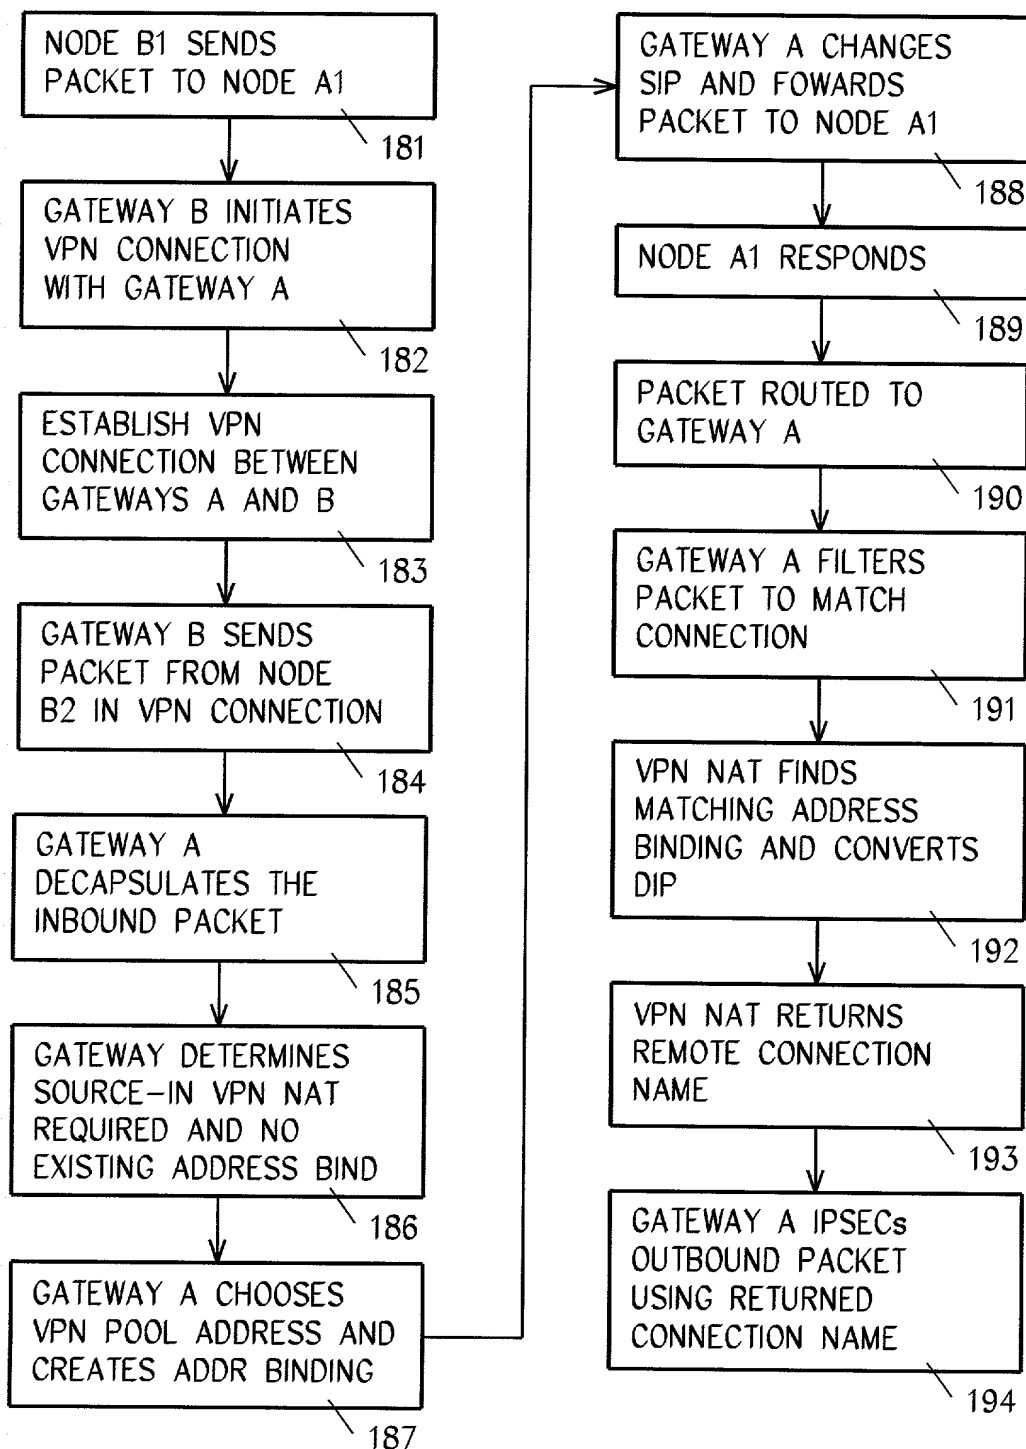 NODE B1 SENDS
PACKET TO NODE A1
181
GATEWAY B INITIATES
VPN CONNECTION
WITH GATEWAY A
182
ESTABLISH VPN
CONNECTION BETWEEN
GATEWAYS A AND B
183
GATEWAY B SENDS
PACKET FROM NODE
B2 IN VPN CONNECTION
184
GATEWAY A
DECAPSULATES THE
INBOUND PACKET
185
GATEWAY DETERMINES
SOURCE-IN VPN NAT
REQUIRED AND NO
EXISTING ADDRESS BIND
186
GATEWAY A CHOOSES
VPN POOL ADDRESS AND
CREATES ADDR BINDING
187
GATEWAY A CHANGES
SIP AND FOWARDS
PACKET TO NODE A1
188
NODE A1 RESPONDS
189
PACKET ROUTED TO
GATEWAY A
190
GATEWAY A FILTERS
PACKET TO MATCH
CONNECTION
191
VPN NAT FINDS
MATCHING ADDRESS
BINDING AND CONVERTS
DIP
192
VPN NAT RETURNS
REMOTE CONNECTION
NAME
193
GATEWAY A IPSECs
OUTBOUND PACKET
USING RETURNED
CONNECTION NAME
194